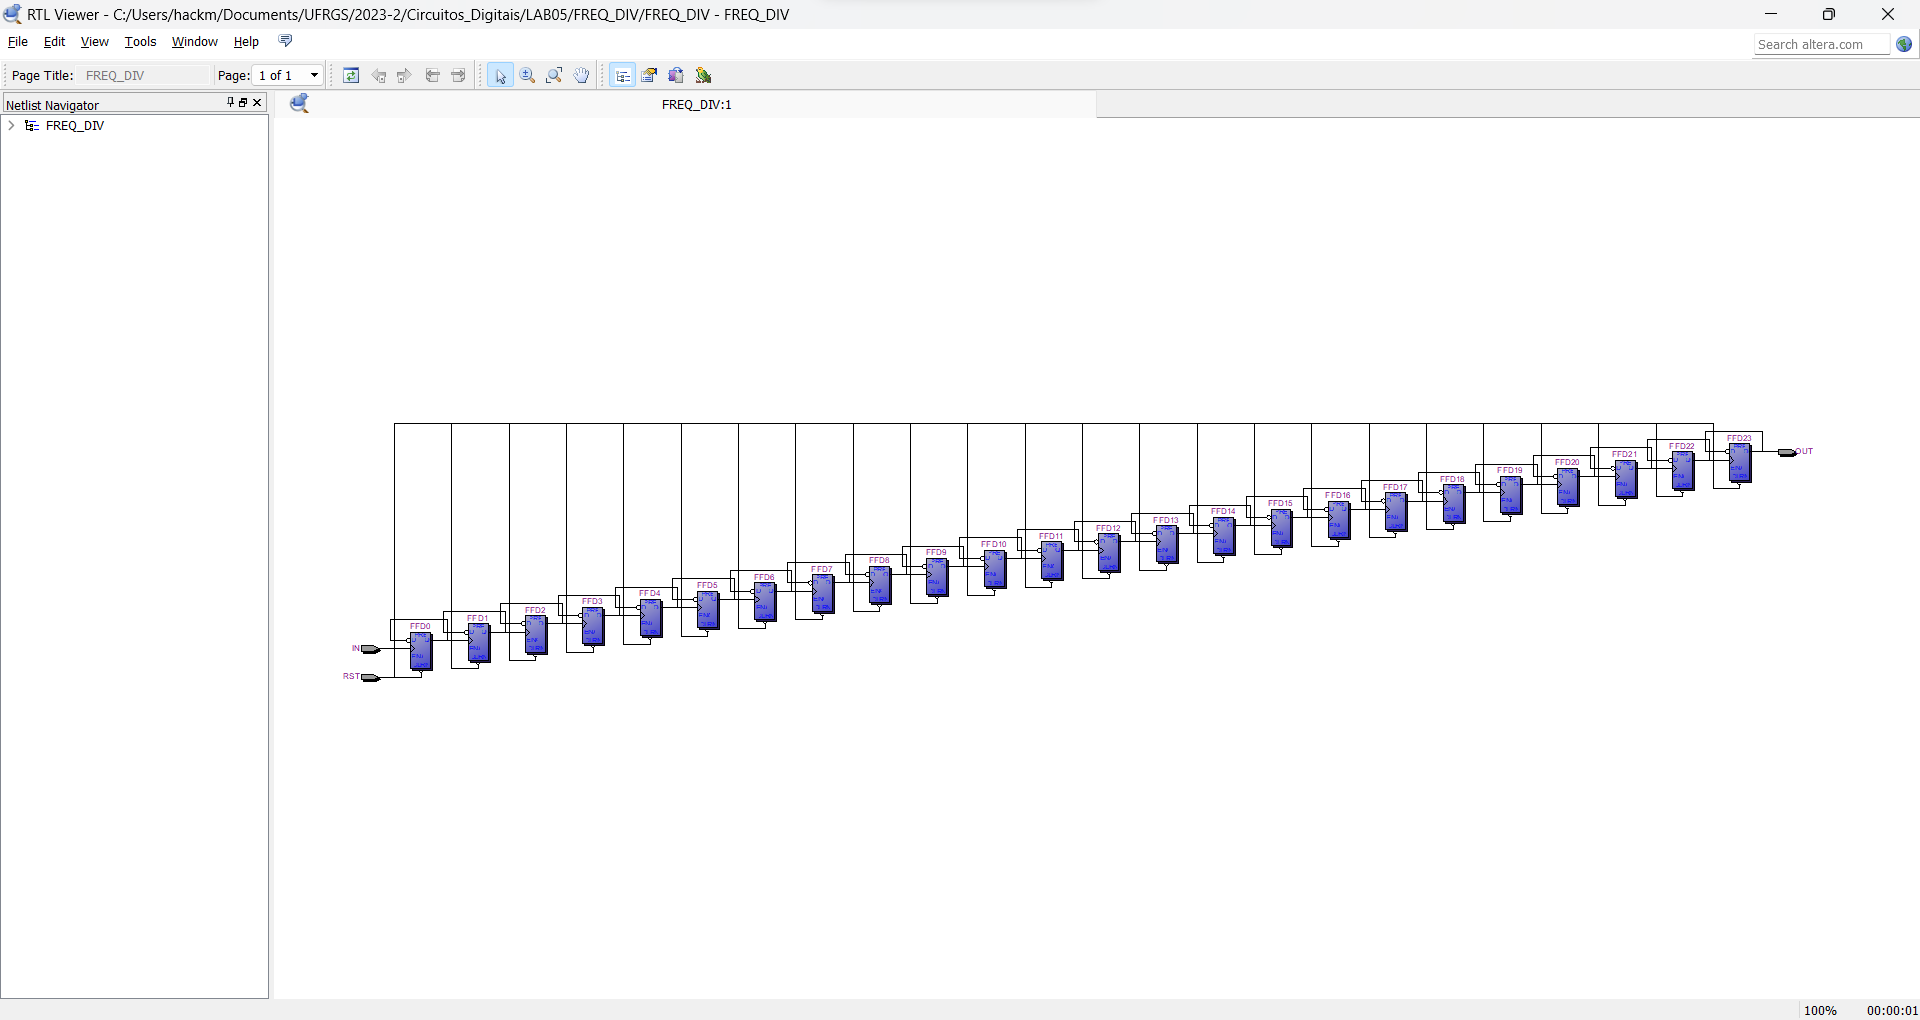 RTL Viewer - C:/Users/hackm/Documents/UFRGS/2023-2/Circuitos_Digitais/LAB05/FREQ_DIV/FREQ_DIV - FREQ_DIV
File Edit View Tools Window Help
Search altera.com
Page Title: FREQ_DIV Page: 1 of 1
Netlist Navigator
FREQ_DIV:1
FREQ_DIV
FFD23
OUT
FFD22
FFD21
FFD20
FFD19
FFD18
FFD17
FFD16
FFD15
FFD14
FFD13
FFD12
FFD11
FFD10
FFD9
FFD8
FFD7
FFD6
FFD5
FFD4
FFD3
FFD2
FFD1
FFD0
IN
RST
100% 00:00:01